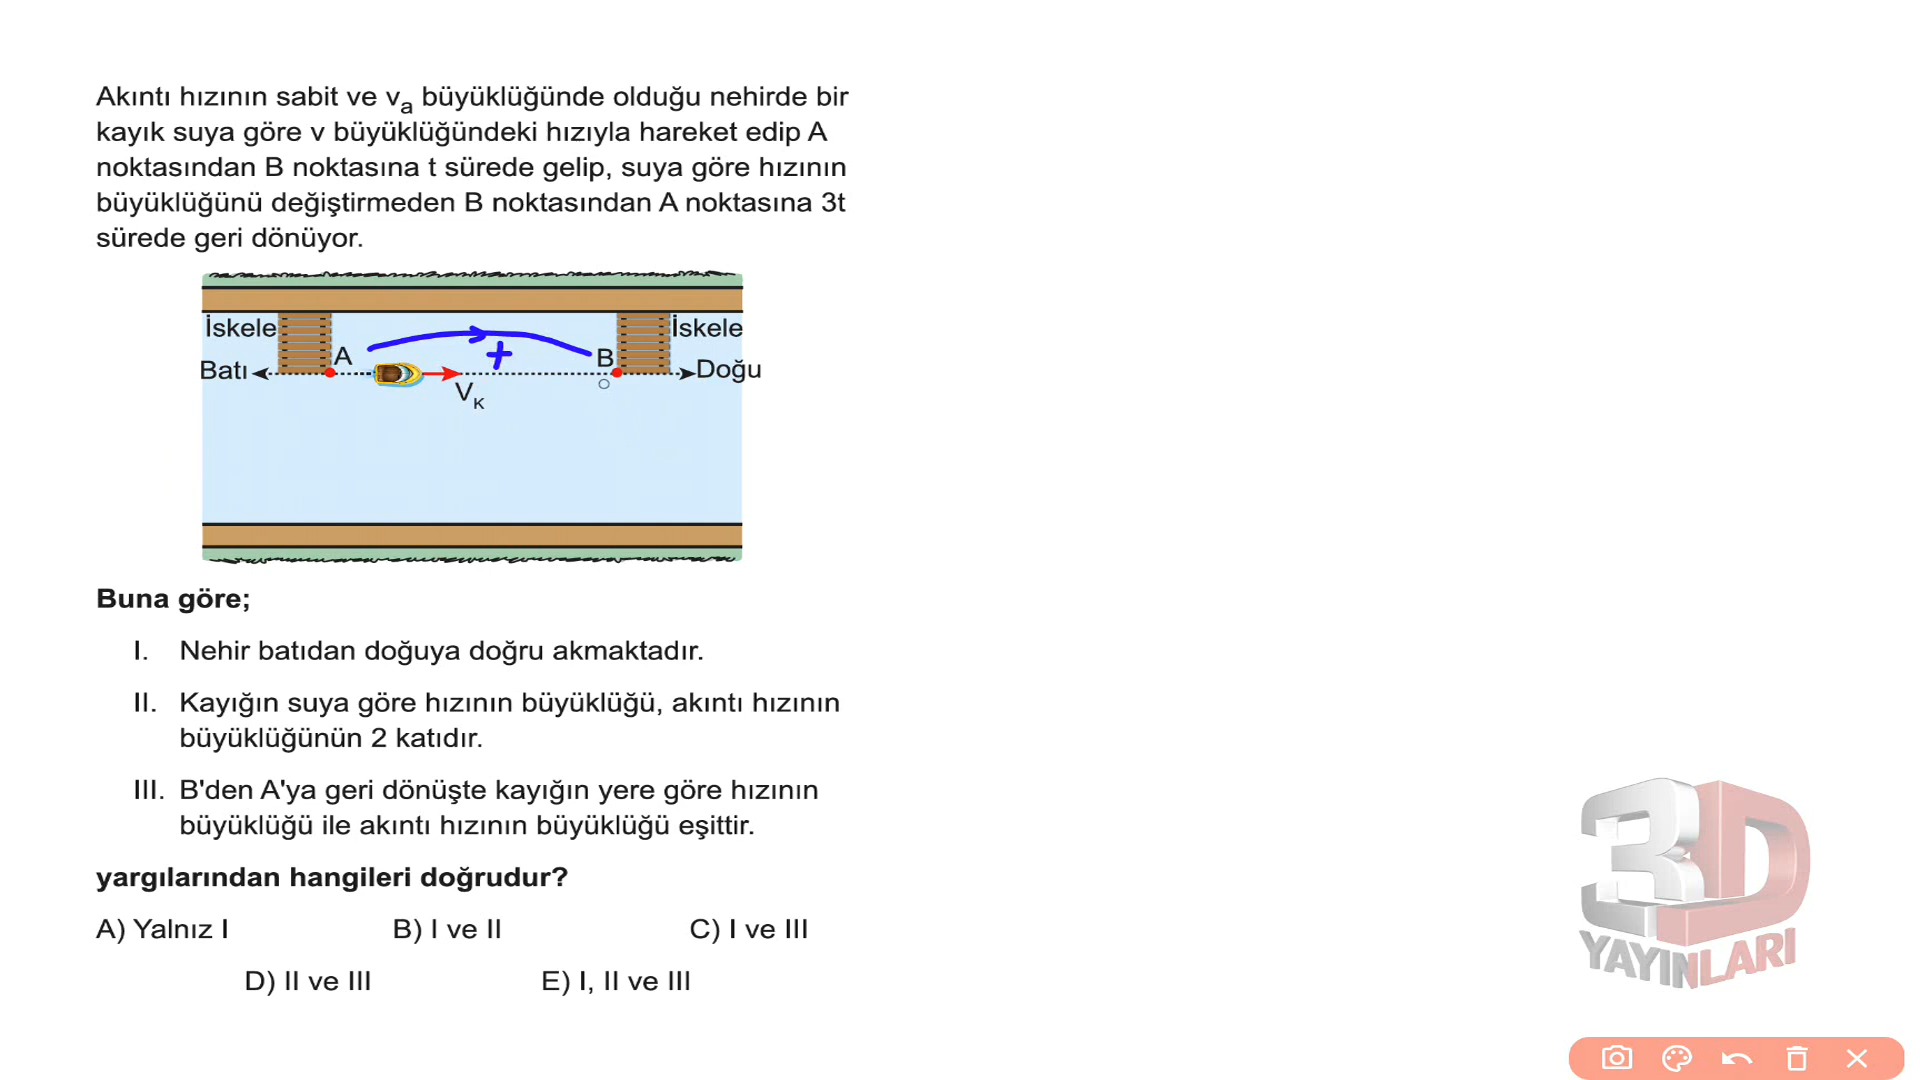 Akıntı hızının sabit ve va büyüklüğünde olduğu nehirde bir
kayık suya göre v büyüklüğündeki hızıyla hareket edip A
noktasından B noktasına t sürede gelip, suya göre hızının
büyüklüğünü değiştirmeden B noktasından A noktasına 3t
sürede geri dönüyor.
İskele İskele
A B
t
Batı Doğu
VK
Buna göre;
I. Nehir batıdan doğuya doğru akmaktadır.
II. Kayığın suya göre hızının büyüklüğü, akıntı hızının
büyüklüğünün 2 katıdır.
III. B'den A'ya geri dönüşte kayığın yere göre hızının
büyüklüğü ile akıntı hızının büyüklüğü eşittir.
yargılarından hangileri doğrudur?
A) Yalnız I B) I ve II C) I ve III
D) II ve III E) I, II ve III
3D
YAYINLARI